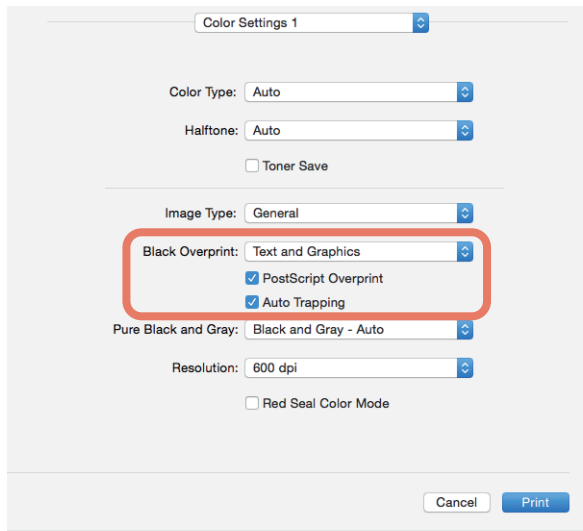 Color Settings 1
Color Type: Auto
Halftone: Auto
Toner Save
Image Type: General
Black Overprint: Text and Graphics
PostScript Overprint
Auto Trapping
Pure Black and Gray: Black and Gray - Auto
Resolution: 600 dpi
Red Seal Color Mode
Cancel Print